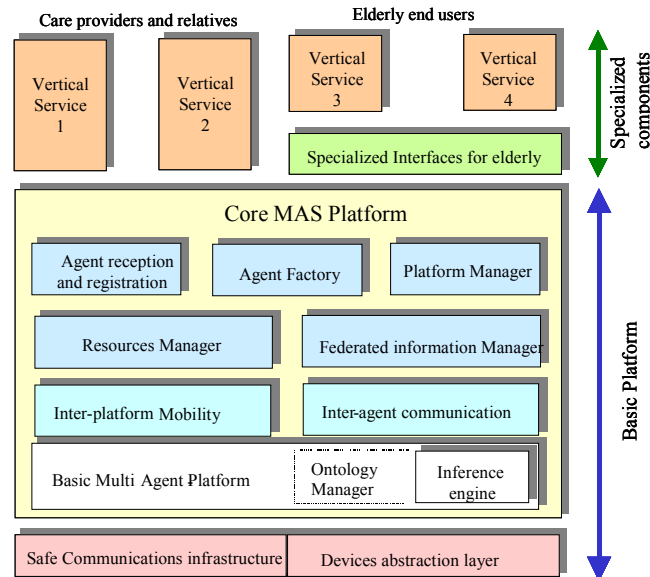 Care providers and relatives
Elderly end users
Vertical
Service
1
Vertical
Service
2
Vertical
Service
3
Vertical
Service
4
Specialized
components
Specialized Interfaces for elderly
Core MAS Platform
Agent reception
and registration
Agent Factory
Platform Manager
Resources Manager
Federated information Manager
Inter-platform Mobility
Inter-agent communication
Basic Multi Agent Platform
Ontology
Manager
Inference
engine
Basic Platform
Safe Communications infrastructure
Devices abstraction layer